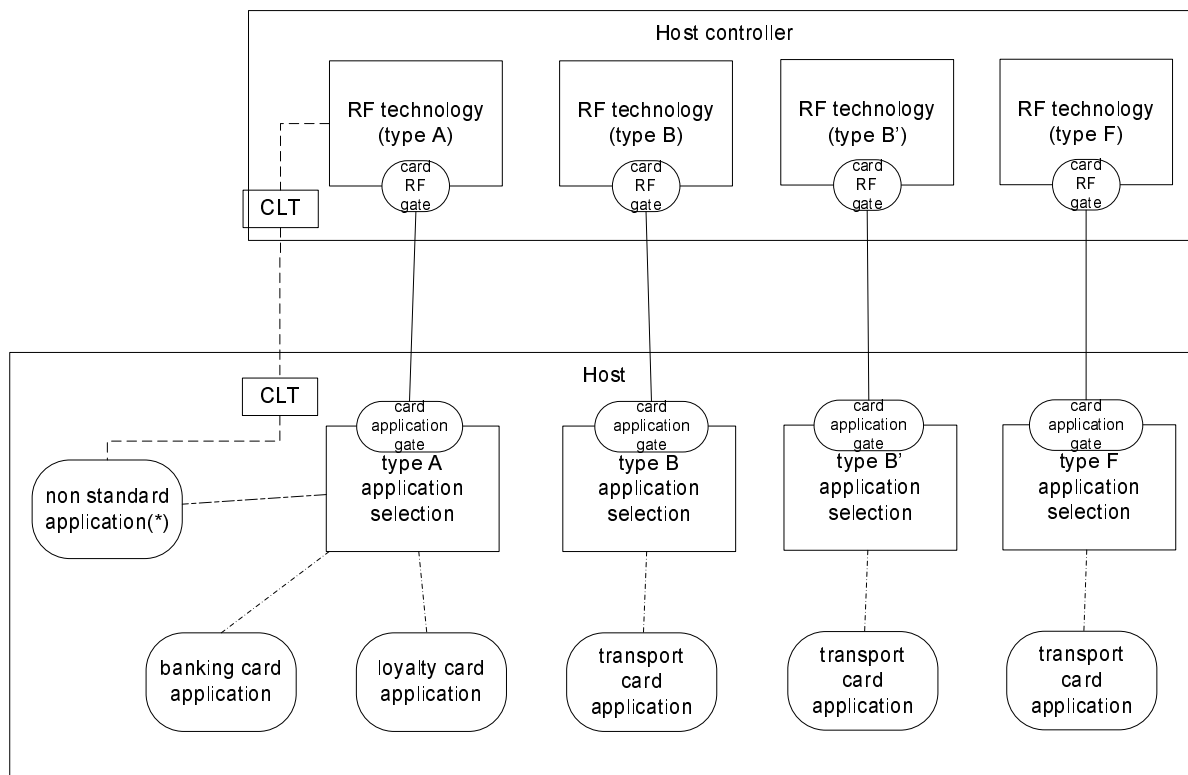 Host controller
RF technology
(type A)
RF technology
(type B)
RF technology
(type B’)
RF technology
(type F)
card
RF
gate
card
RF
gate
card
RF
gate
card
RF
gate
CLT
Host
CLT
card
application
gate
card
application
gate
card
application
gate
card
application
gate
type A
application
selection
type B
application
selection
type B’
application
selection
type F
application
selection
non standard
application(*)
banking card
application
loyalty card
application
transport
card
application
transport
card
application
transport
card
application